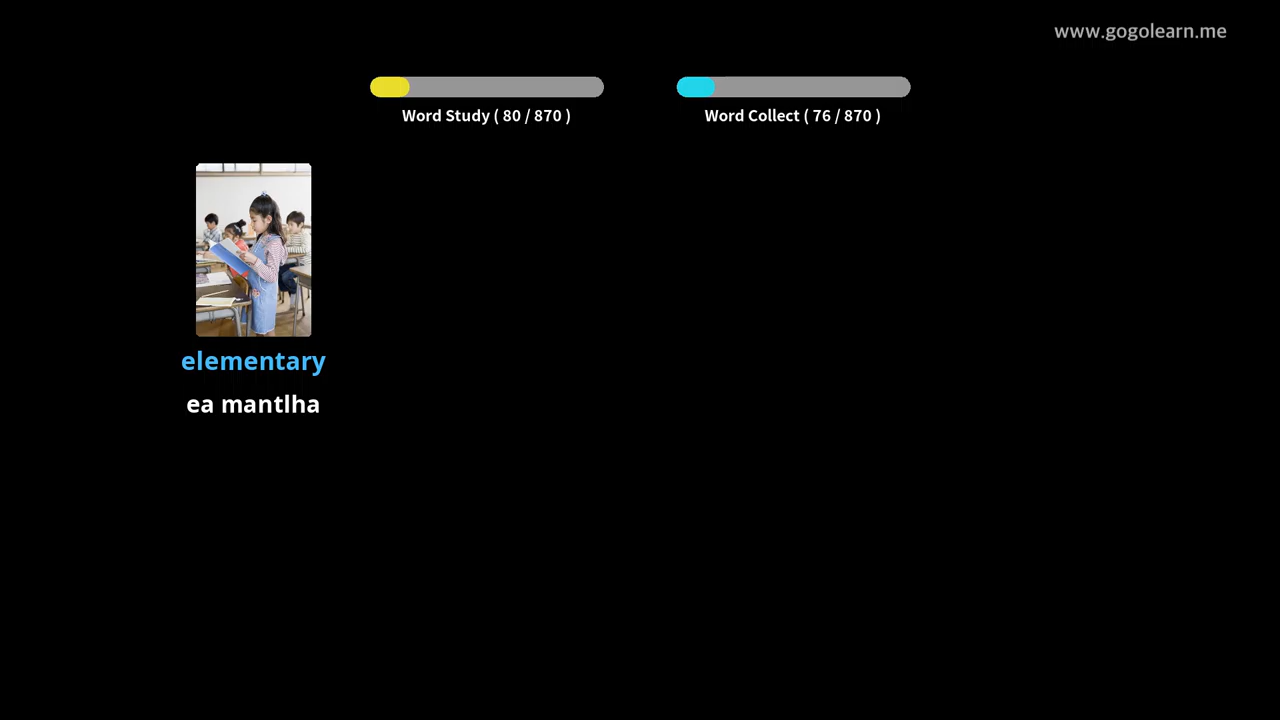 www.gogolearn.me
Word Study ( 80 / 870 )
Word Collect ( 76 / 870 )
elementary
ea mantlha